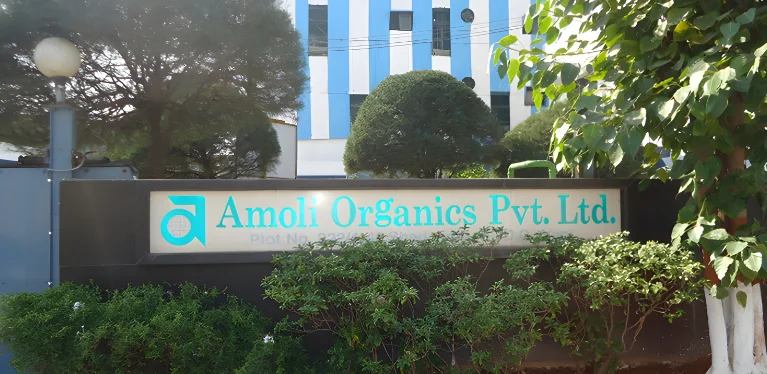 Amoli Organics Pvt. Ltd.
Plot No.